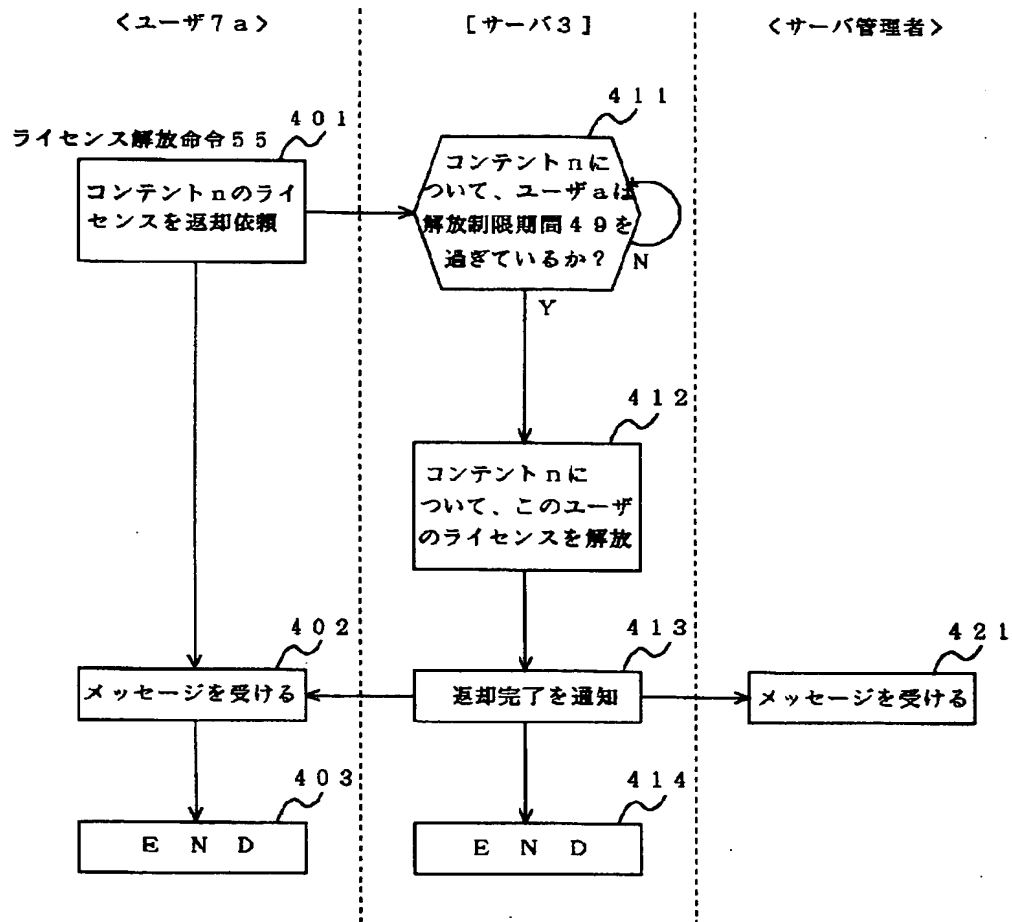 ＜ユーザ７ａ＞
［サーバ３］
＜サーバ管理者＞
４０１
ライセンス解放命令５５
コンテントｎのライ
センスを返却依頼
４１１
コンテントｎに
ついて、ユーザａは
解放制限期間４９を
過ぎているか？
Ｎ
Ｙ
４１２
コンテントｎに
ついて、このユーザ
のライセンスを解放
４０２
メッセージを受ける
４１３
返却完了を通知
４２１
メッセージを受ける
４０３
ＥＮＤ
４１４
ＥＮＤ